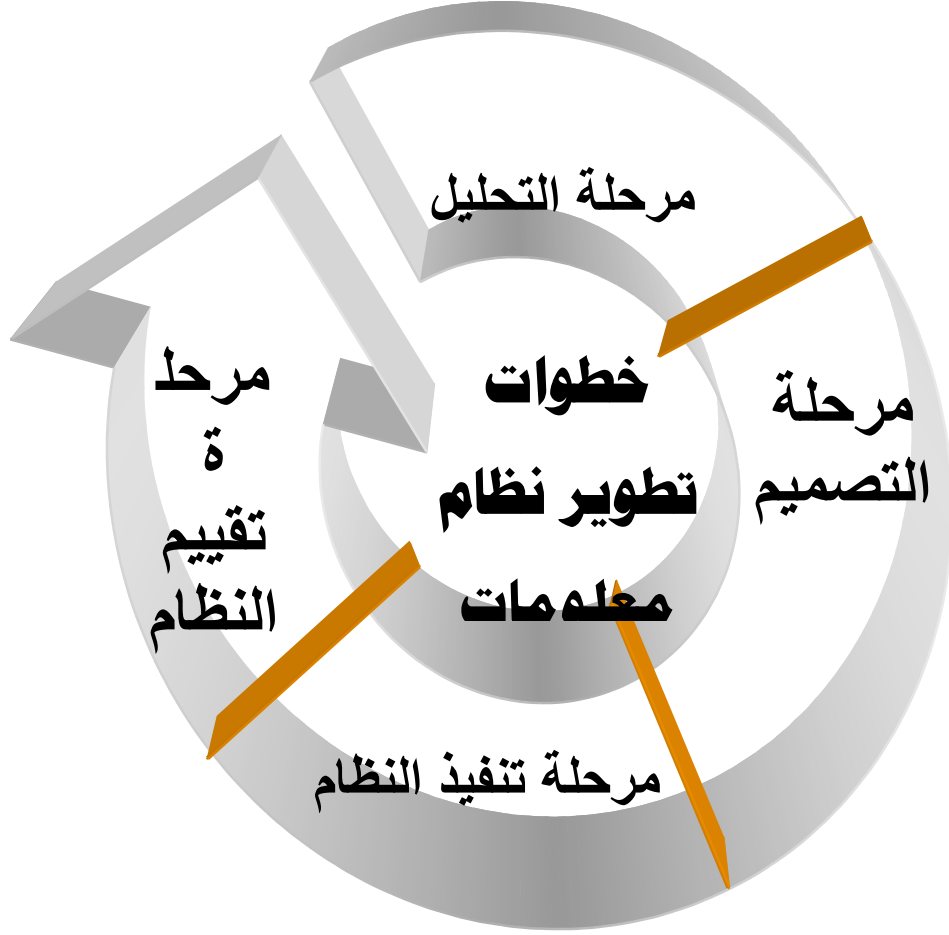 مرحلة التحليل
خطوات
تطوير نظام
معلومات
مرحلة
التصميم
مرحلة تنفيذ النظام
مرحل
ة
تقييم
النظام